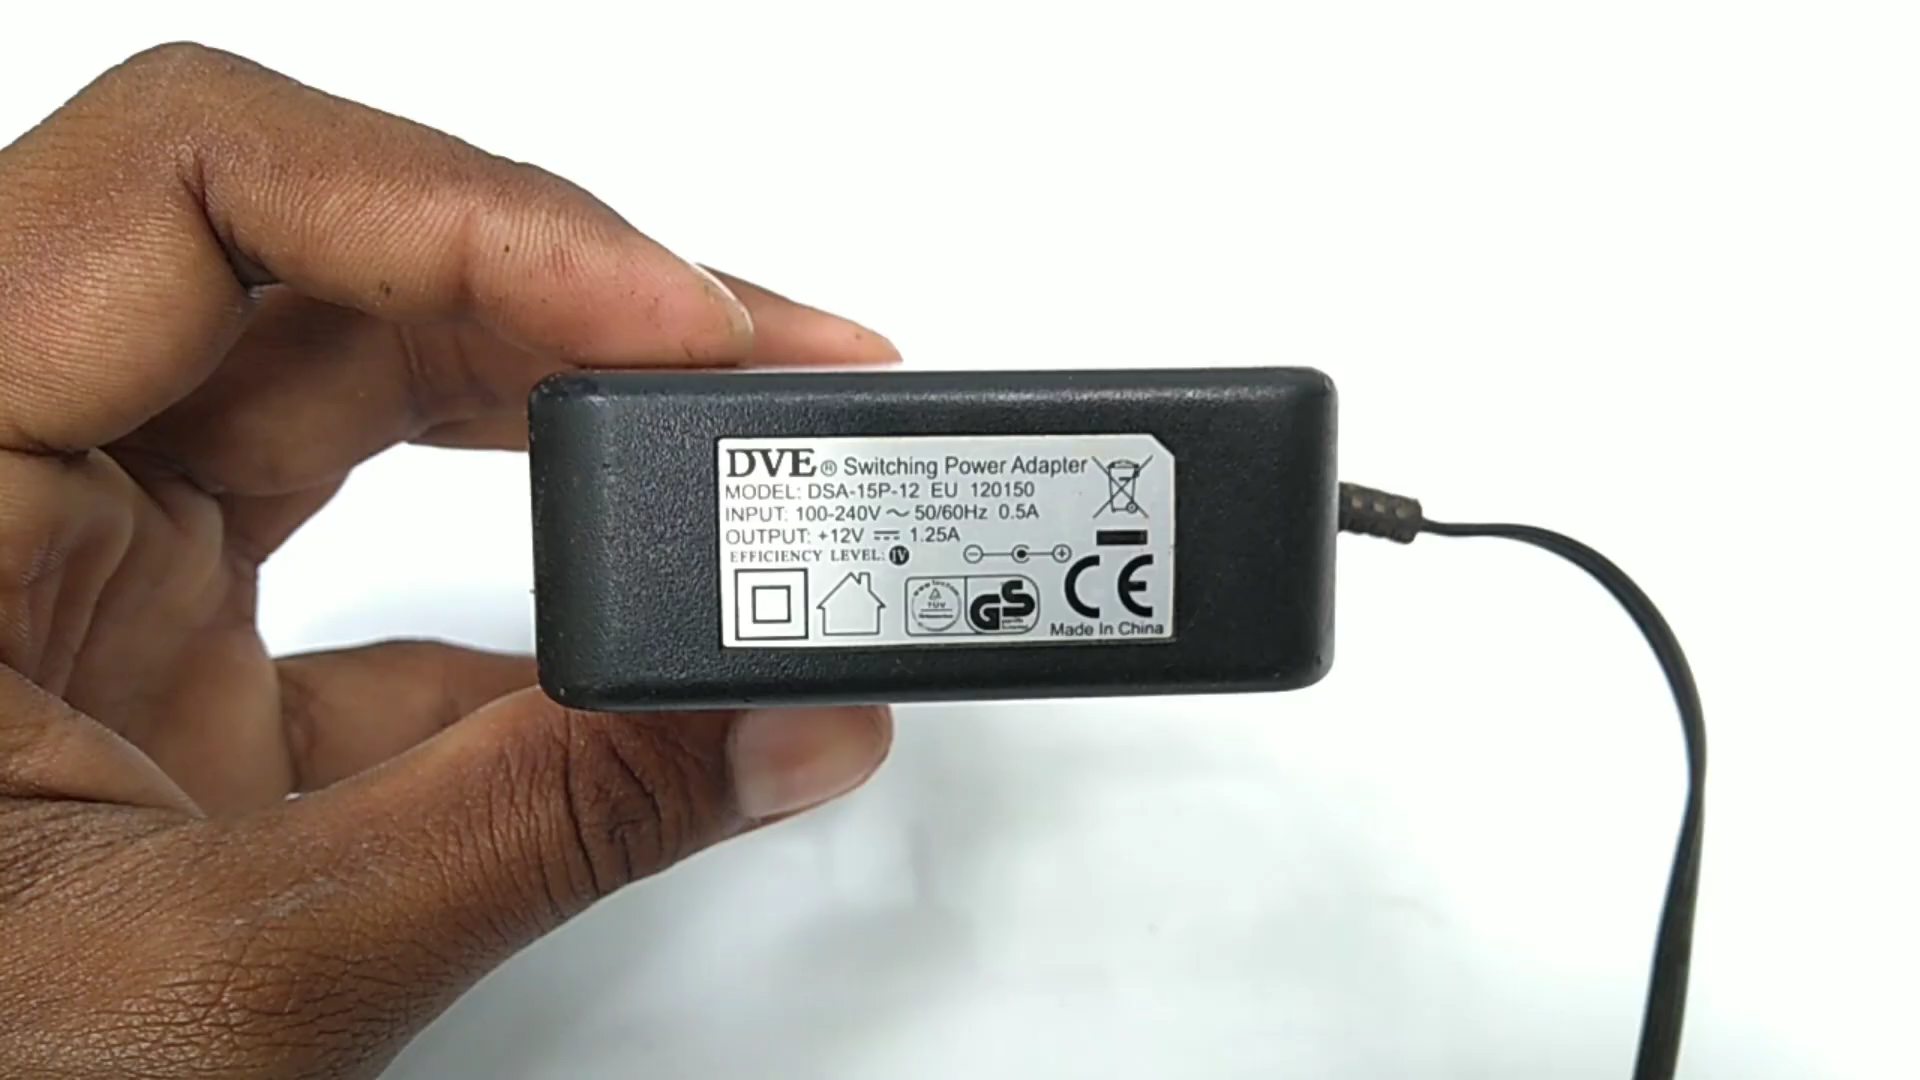 DVE® Switching Power Adapter
MODEL: DSA-15P-12 EU 120150
INPUT: 100-240V ~ 50/60Hz 0.5A
OUTPUT: +12V ⎓ 1.25A
EFFICIENCY LEVEL: IV
TÜV
GS
CE
Made In China